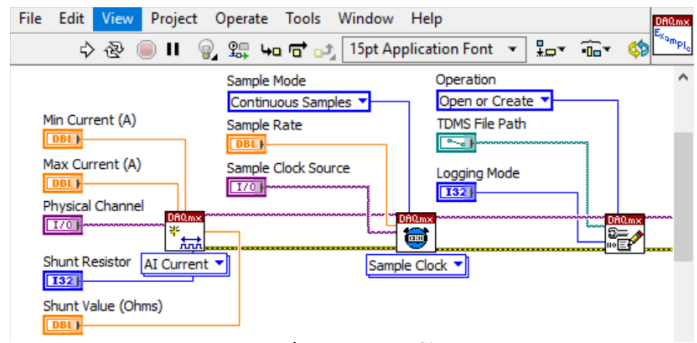 File Edit View Project Operate Tools Window Help
15pt Application Font
DAQmx
Example
Sample Mode
Continuous Samples
Operation
Open or Create
Min Current (A)
DBL
Sample Rate
DBL
TDMS File Path
Max Current (A)
DBL
Sample Clock Source
I/O
Logging Mode
I32
Physical Channel
I/O
DAQmx
DAQmx
DAQmx
Shunt Resistor
I32
AI Current
Sample Clock
Shunt Value (Ohms)
DBL